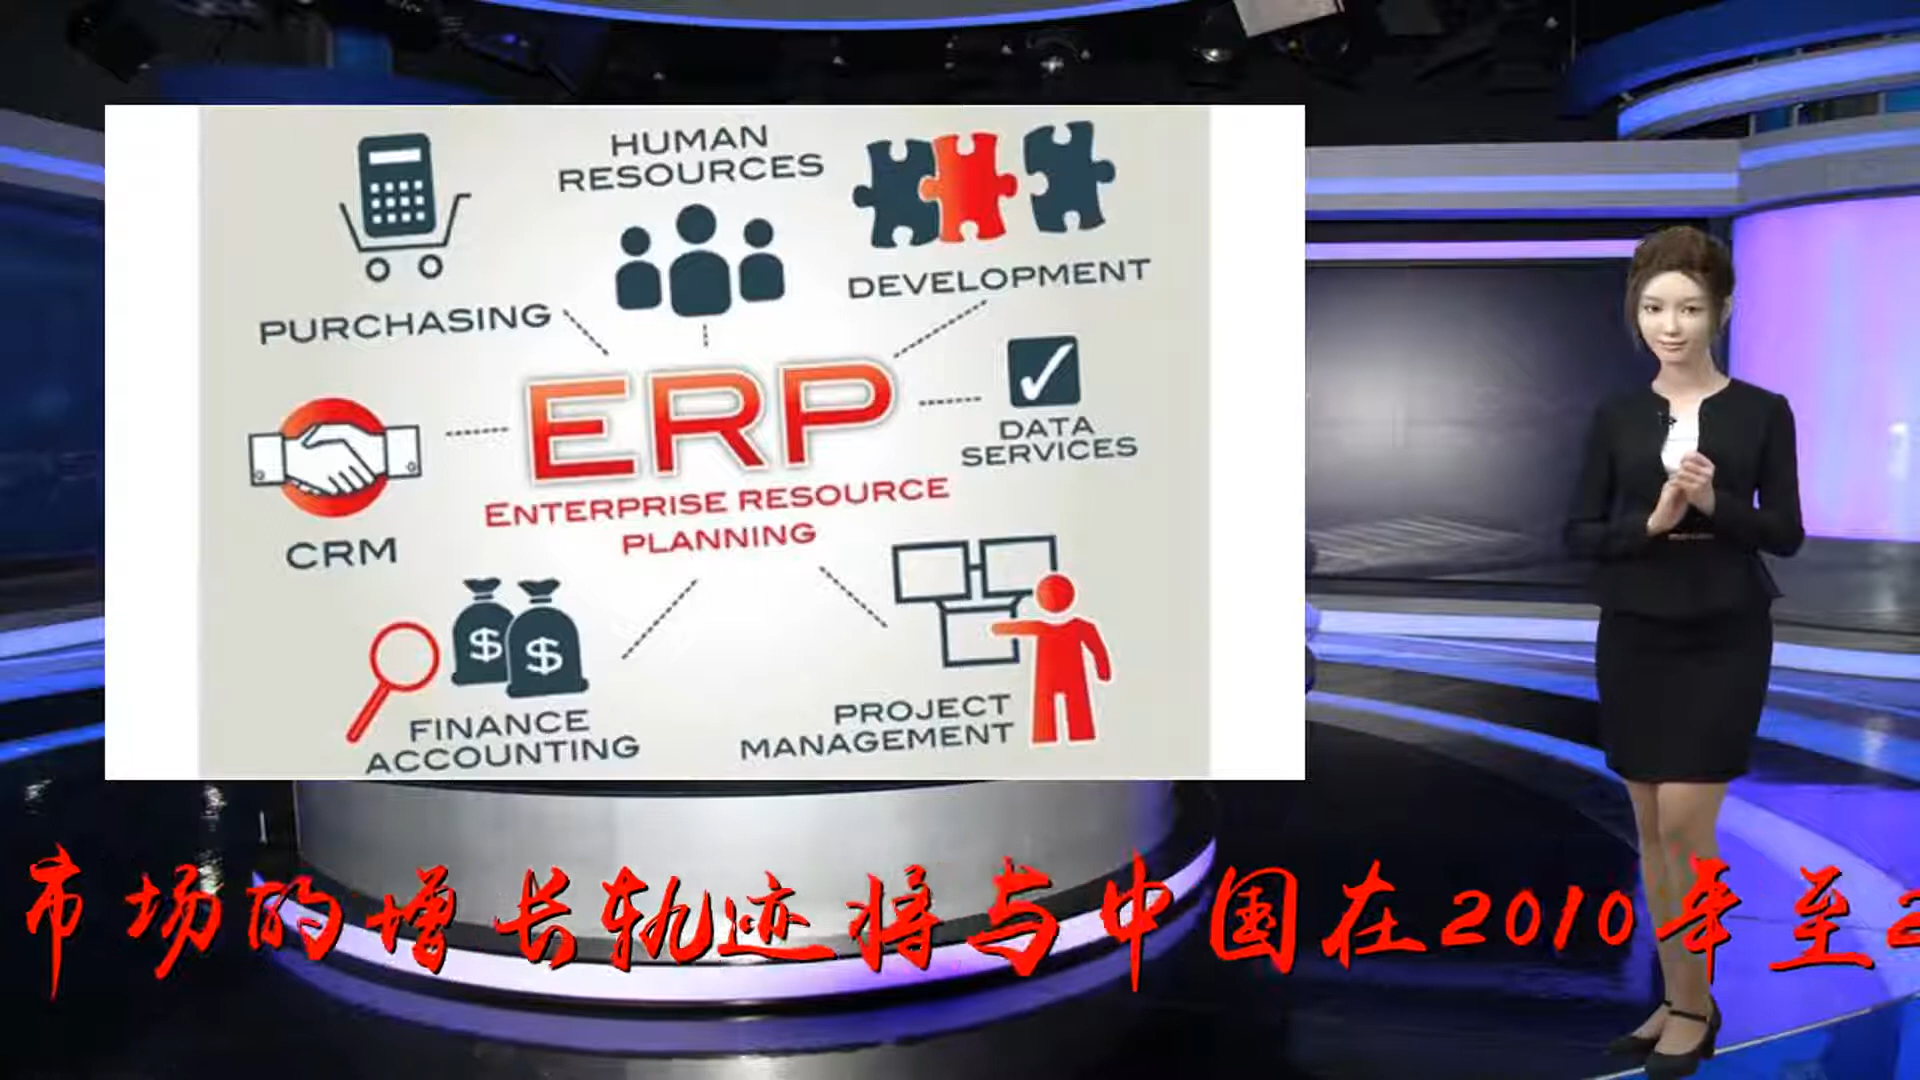 HUMAN
RESOURCES
PURCHASING
DEVELOPMENT
ERP
ENTERPRISE RESOURCE
PLANNING
DATA
SERVICES
CRM
FINANCE
ACCOUNTING
PROJECT
MANAGEMENT
$ $
市场的增长轨迹将与中国在2010年至2